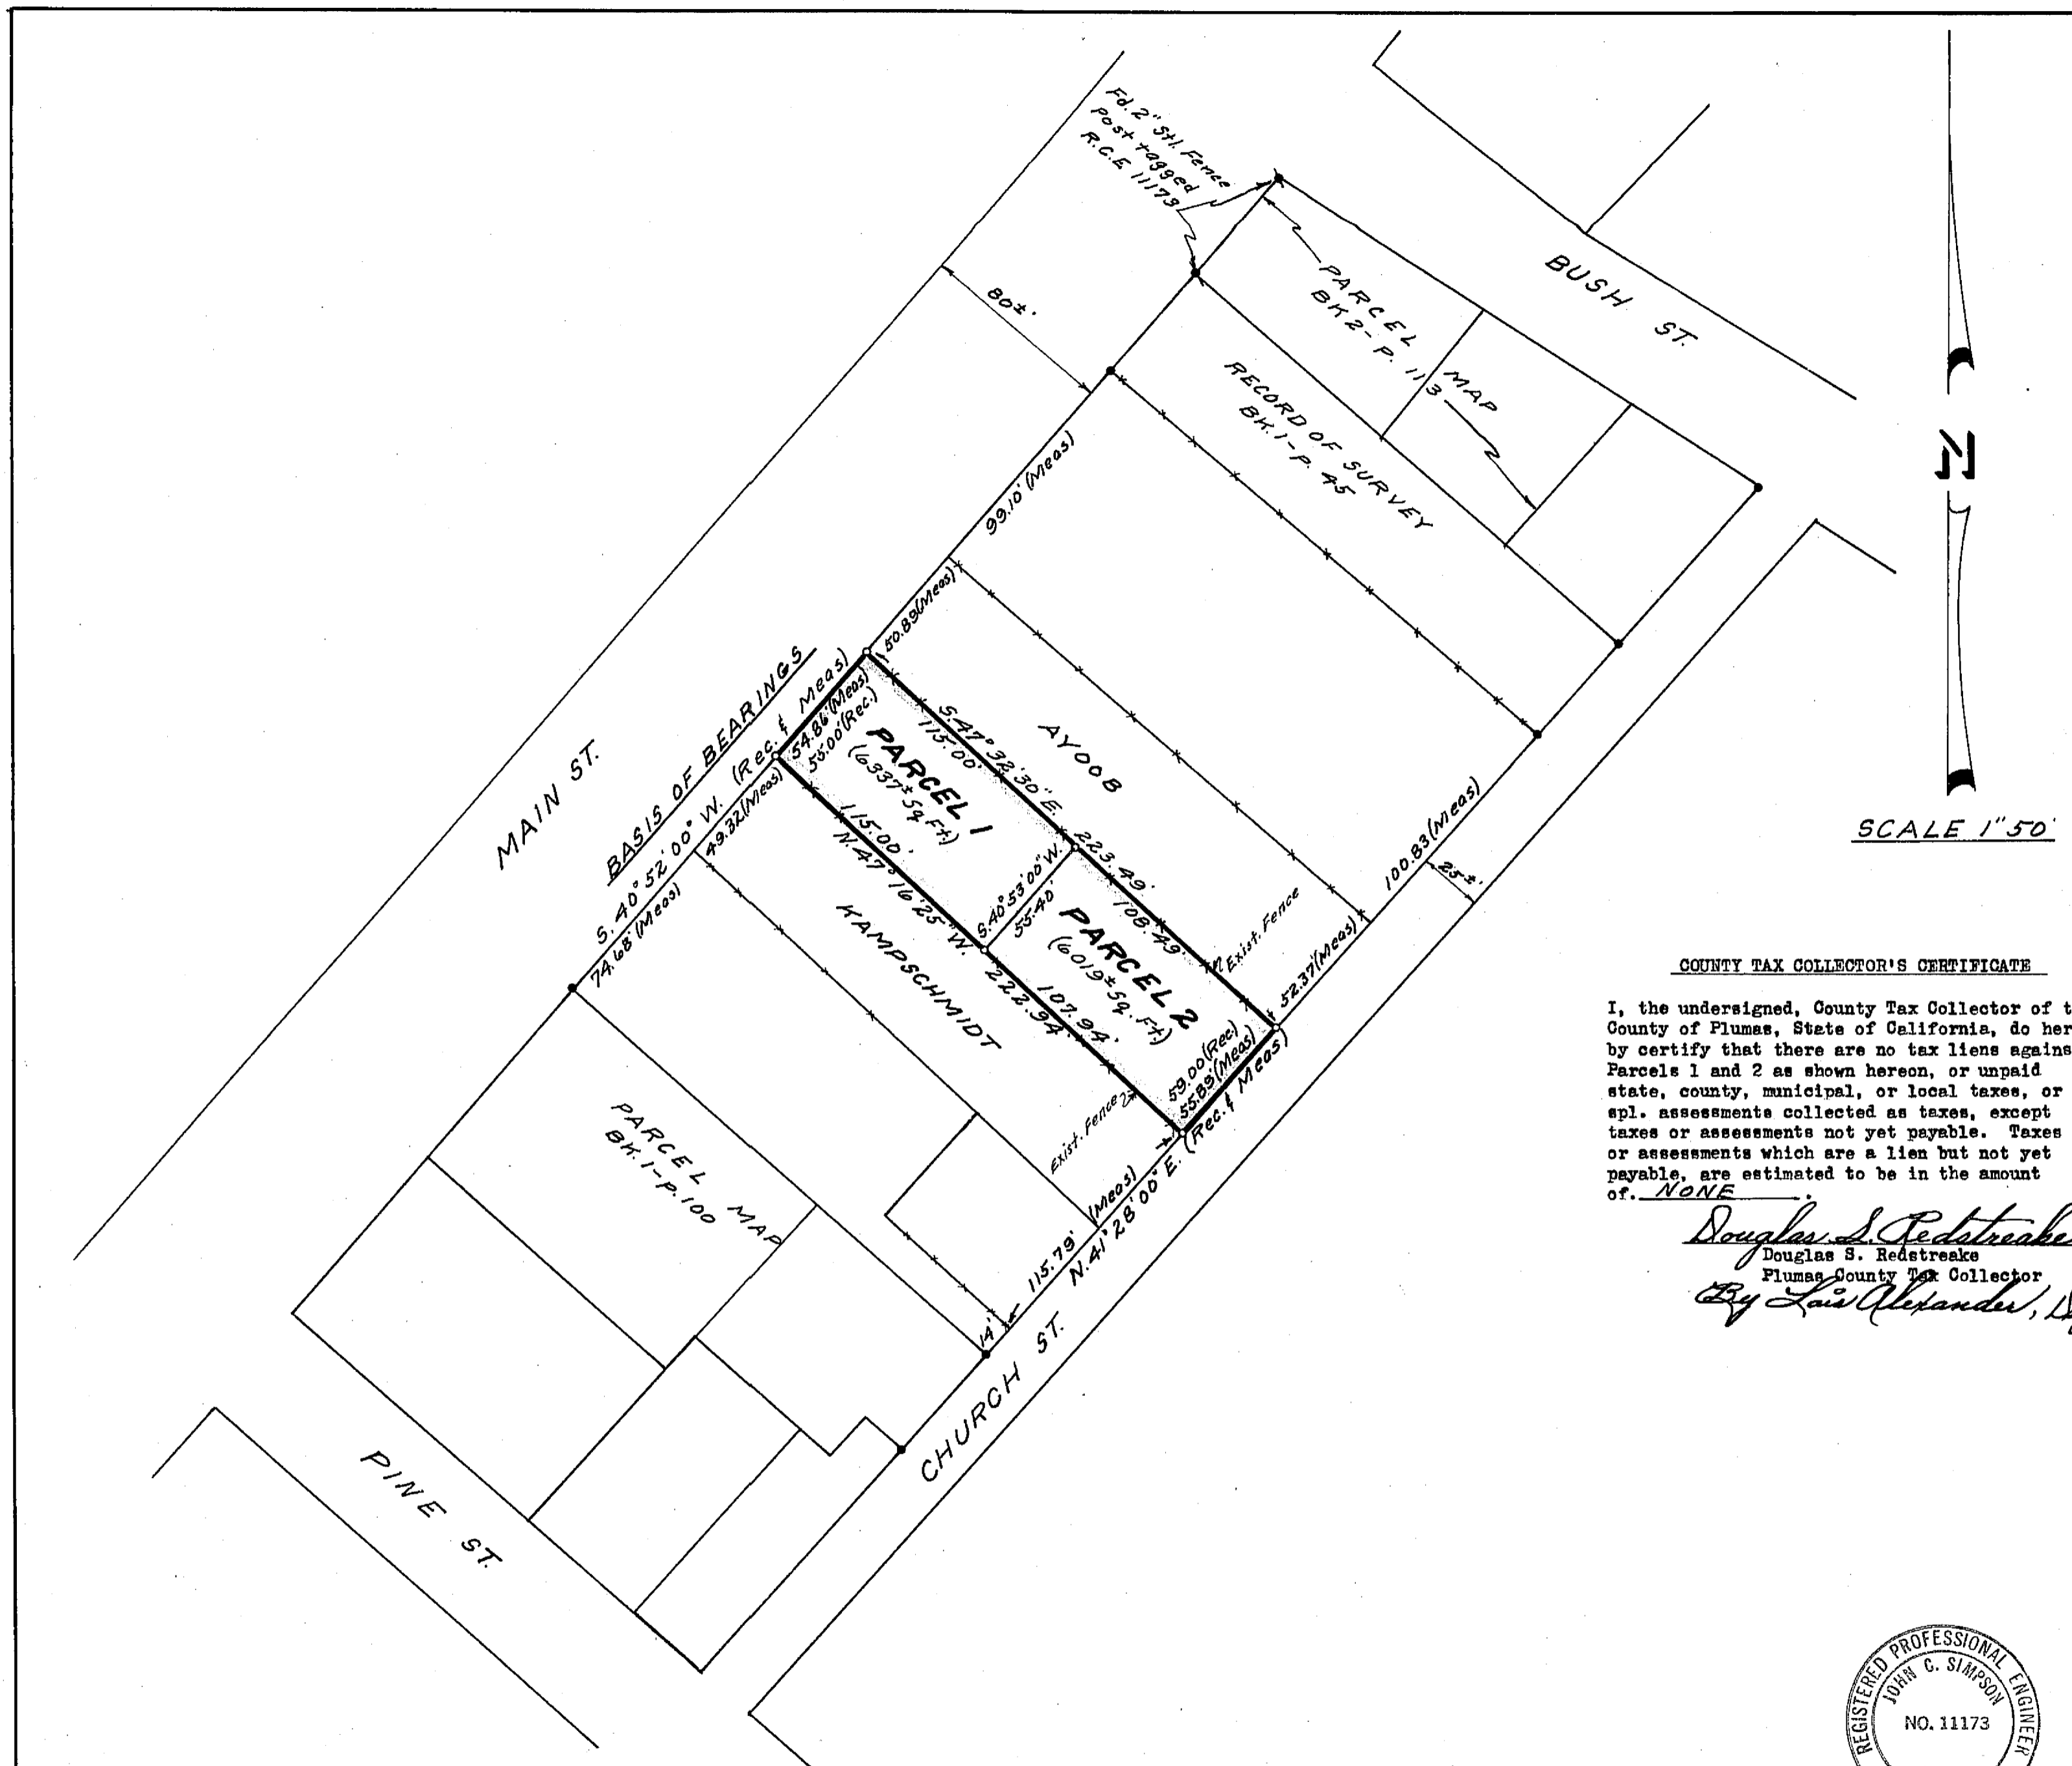 Fd. 2" Stl. Fence
Post tagged
R.C.E. 11173
BUSH ST.
80±'
PARCEL MAP
BK 2 - P. 113
RECORD OF SURVEY
BK. 1 - P. 45
N
SCALE 1" 50'
99.10' (Meas)
50.89 (Meas)
MAIN ST.
BASIS OF BEARINGS
S. 40° 52' 00" W. (Rec. & Meas)
54.86' (Meas)
55.00' (Rec.)
49.32 (Meas)
74.68' (Meas)
PARCEL 1
(6337± Sq Ft.)
S. 47° 32' 30" E.
115.00'
223.49'
108.49'
AYOOB
115.00'
N. 47° 16' 25" W.
222.94'
107.94'
S. 40° 53' 00" W.
55.40'
PARCEL 2
(6019± Sq. Ft.)
Exist. Fence
100.83 (Meas)
25±'
52.37' (Meas)
59.00 (Rec.)
55.89' (Meas)
KAMPSCHMIDT
Exist. Fence
PARCEL MAP
BK. 1 - P. 100
115.79' (Meas)
N. 41° 28' 00" E. (Rec. & Meas)
14'
CHURCH ST.
PINE ST.
COUNTY TAX COLLECTOR'S CERTIFICATE
I, the undersigned, County Tax Collector of t
County of Plumas, State of California, do her
by certify that there are no tax liens agains
Parcels 1 and 2 as shown hereon, or unpaid
state, county, municipal, or local taxes, or
spl. assessments collected as taxes, except
taxes or assessments not yet payable. Taxes
or assessments which are a lien but not yet
payable, are estimated to be in the amount
of. NONE .
Douglas S. Redstreake
Douglas S. Redstreake
Plumas County Tax Collector
By Lois Alexander,
REGISTERED PROFESSIONAL ENGINEER
JOHN C. SIMPSON
NO. 11173